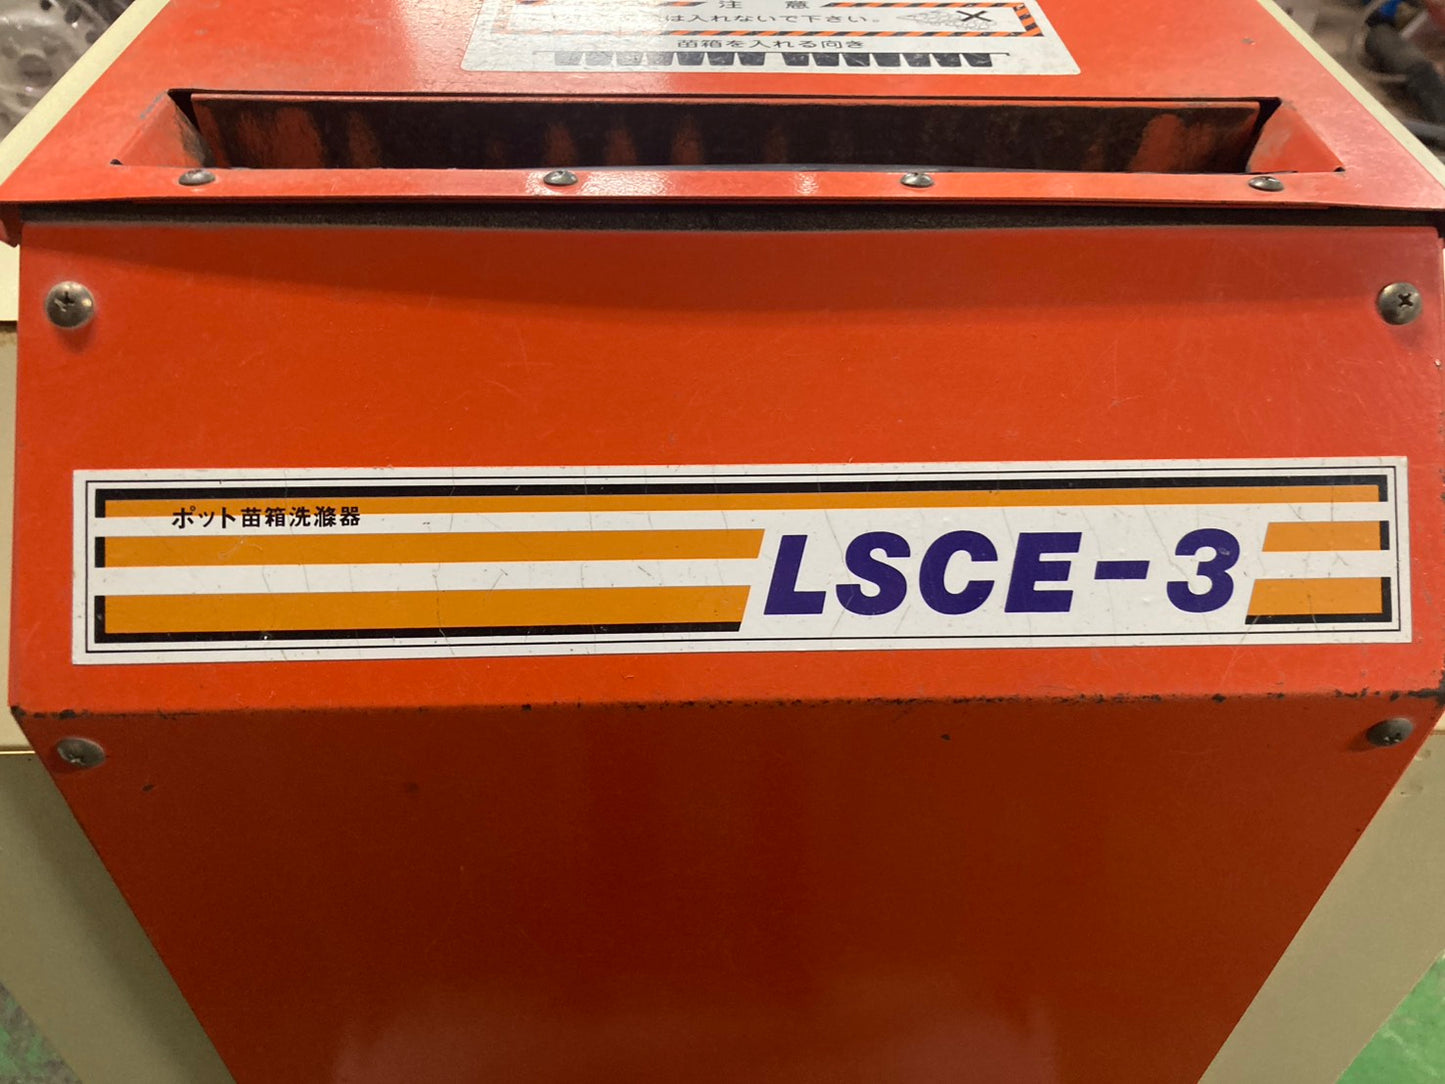 注意
は入れないで下さい。
苗箱を入れる向き
ポット苗箱洗滌器
LSCE-3